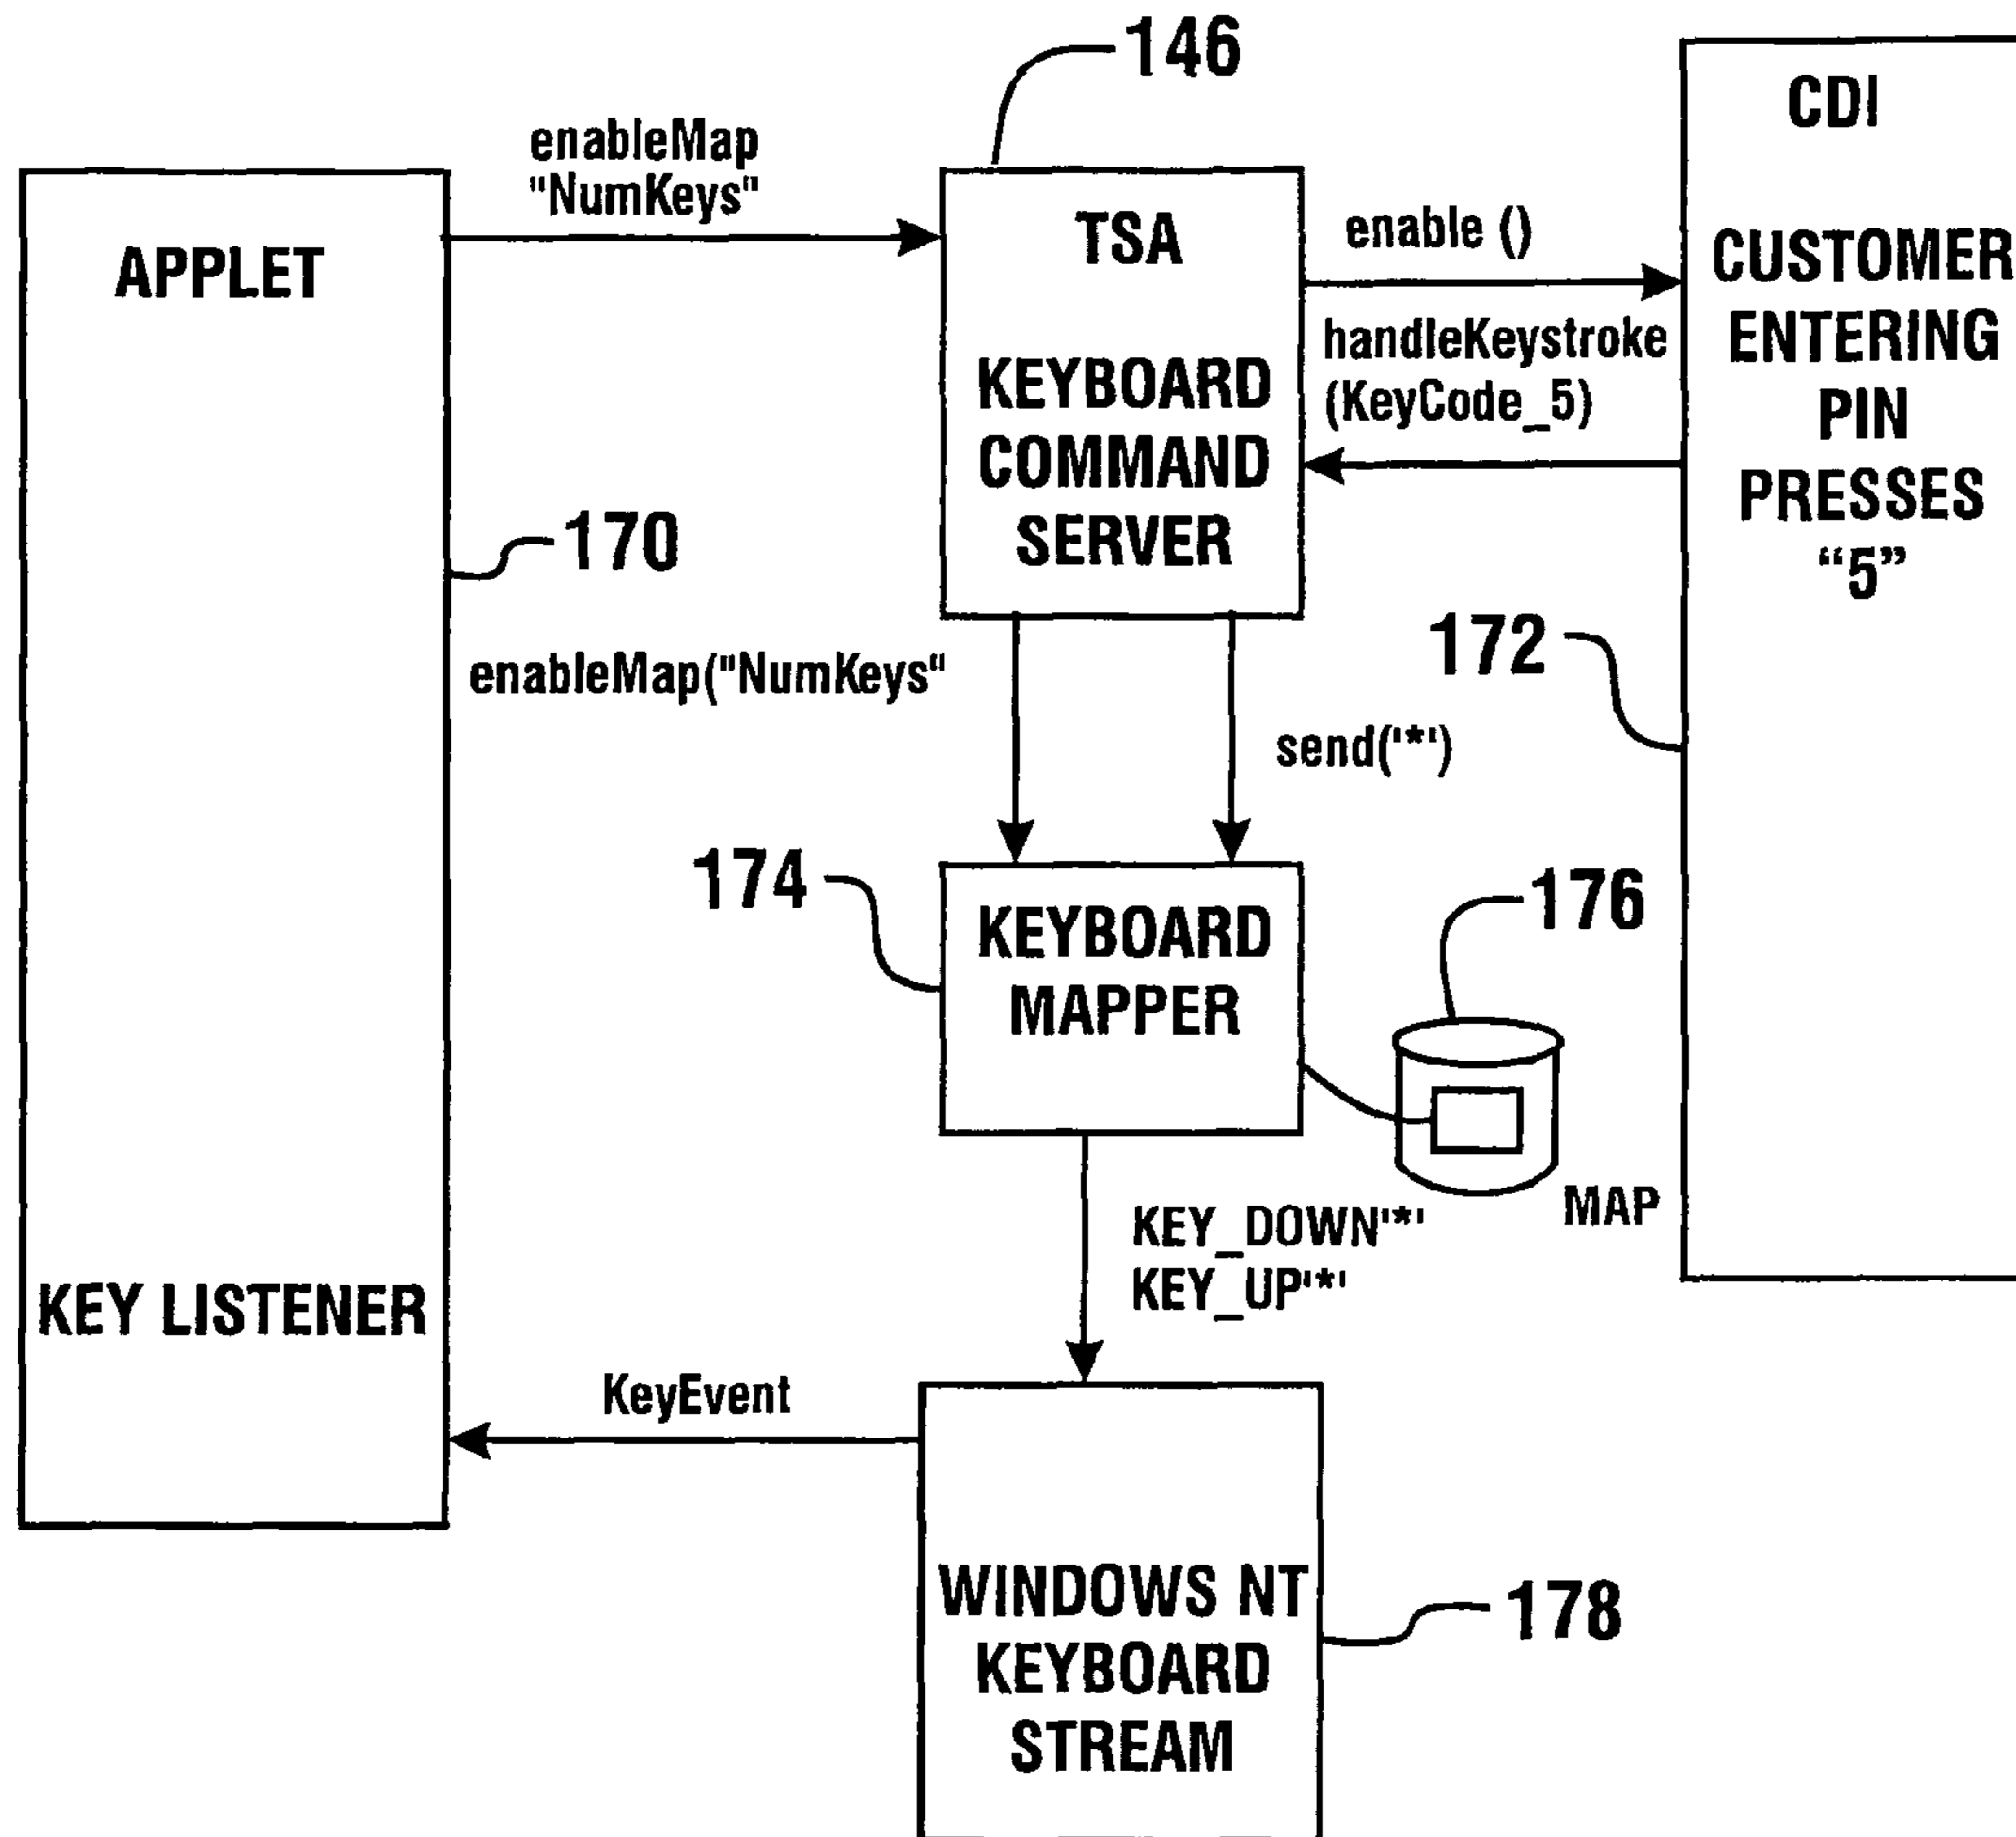 146
CDI
enableMap
"NumKeys"
APPLET
TSA
KEYBOARD
COMMAND
SERVER
enable ()
handleKeystroke
(KeyCode_5)
CUSTOMER
ENTERING
PIN
PRESSES
“5”
170
172
enableMap("NumKeys"
send('*')
174
KEYBOARD
MAPPER
176
MAP
KEY_DOWN'*'
KEY_UP'*'
KEY LISTENER
KeyEvent
WINDOWS NT
KEYBOARD
STREAM
178